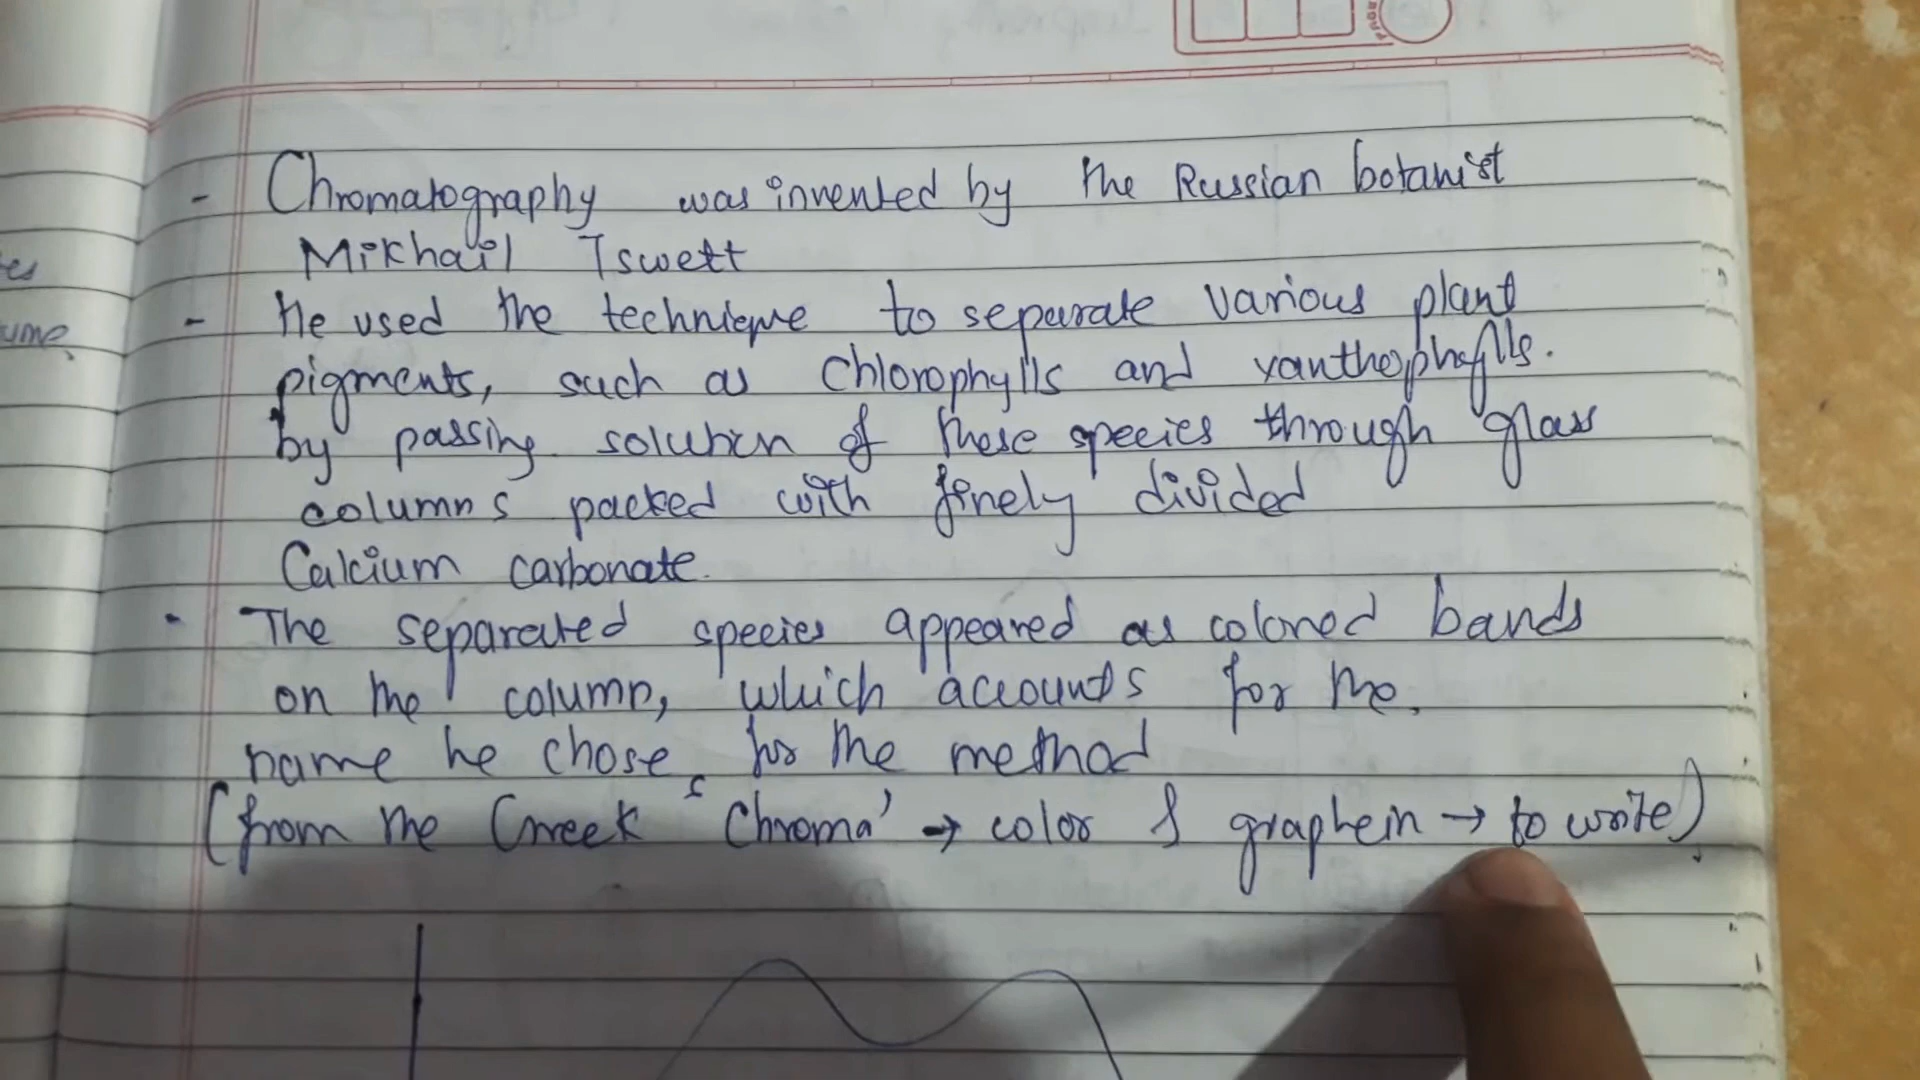 - Chromatography was invented by the Russian botanist
Mikhail Tswett
- he used the technique to separate various plant
pigments, such as Chlorophylls and xanthophylls.
by passing solution of these species through glass
columns packed with finely divided
Calcium carbonate.
- The separated species appeared as colored bands
on the column, which accounts for the
name he chose for the method
(from the Greek 'Chroma' → color & graphein → to write)